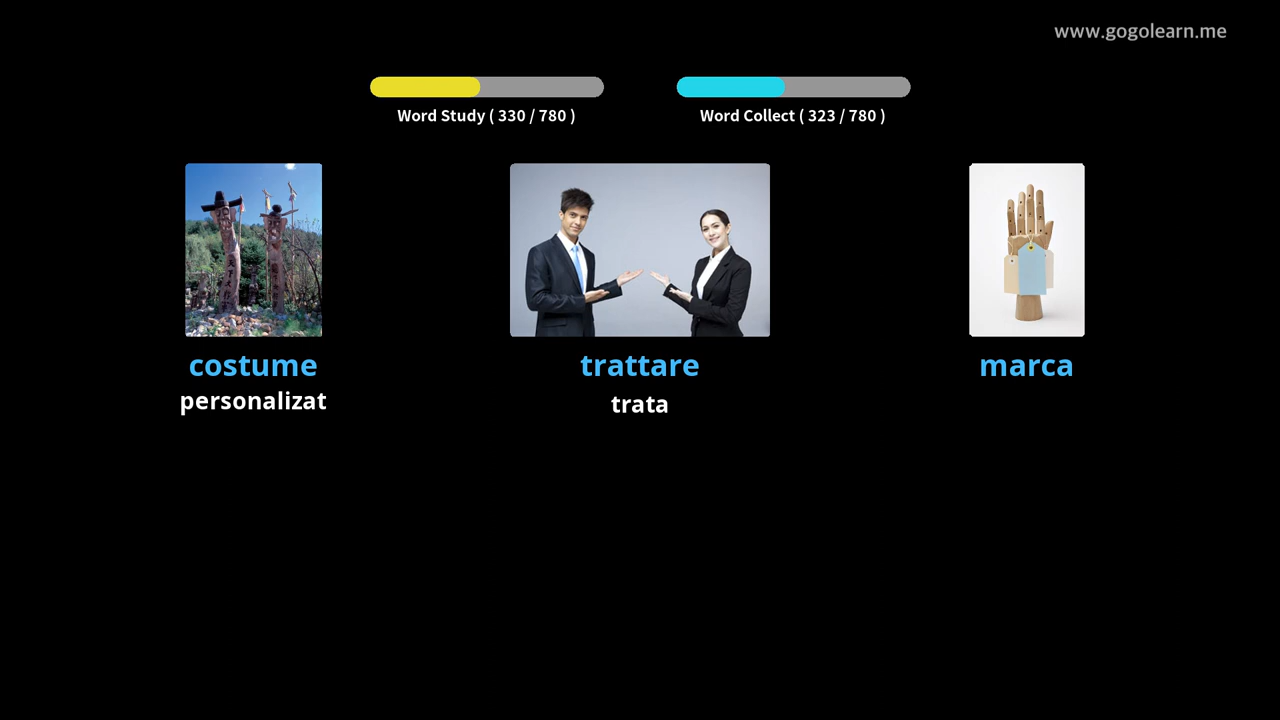 www.gogolearn.me
Word Study ( 330 / 780 )
Word Collect ( 323 / 780 )
costume
trattare
marca
personalizat
trata